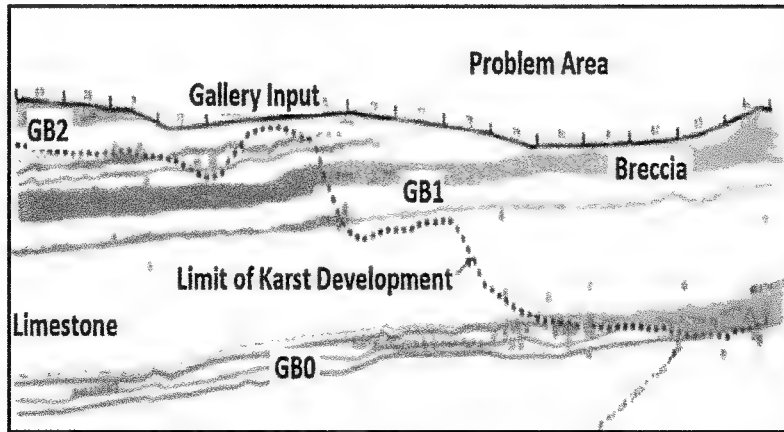 Problem Area
Gallery Input
GB2
Breccia
GB1
Limit of Karst Development
Limestone
GB0